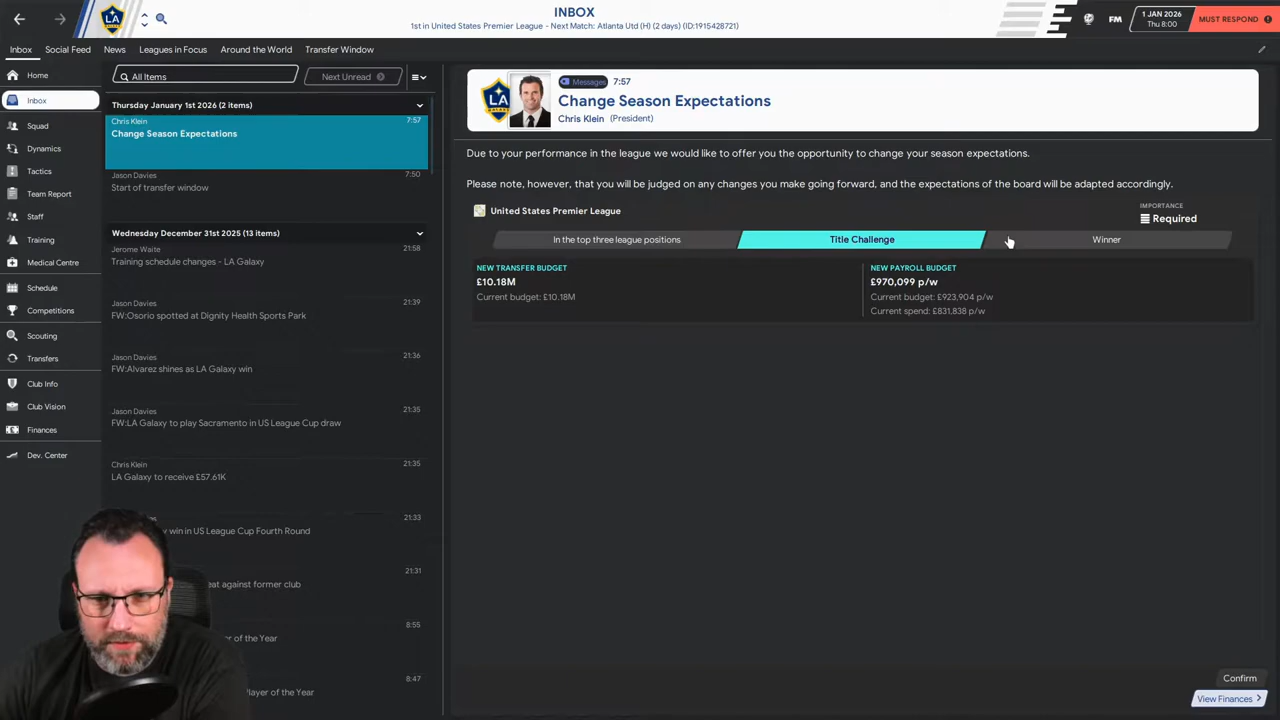 INBOX
1st in United States Premier League - Next Match: Atlanta Utd (H) (2 days) (ID:1915428721)
FM
1 JAN 2026
Thu 8:00
MUST RESPOND
Inbox
Social Feed
News
Leagues in Focus
Around the World
Transfer Window
Home
Inbox
Squad
Dynamics
Tactics
Team Report
Staff
Training
Medical Centre
Schedule
Competitions
Scouting
Transfers
Club Info
Club Vision
Finances
Dev. Center
All Items
Next Unread
Thursday January 1st 2026 (2 items)
Chris Klein
7:57
Change Season Expectations
Jason Davies
7:50
Start of transfer window
Wednesday December 31st 2025 (13 items)
Jerome Waite
21:58
Training schedule changes - LA Galaxy
Jason Davies
21:39
FW:Osorio spotted at Dignity Health Sports Park
Jason Davies
21:36
FW:Alvarez shines as LA Galaxy win
Jason Davies
21:35
FW:LA Galaxy to play Sacramento in US League Cup draw
Chris Klein
21:35
LA Galaxy to receive £57.61K
21:33
win in US League Cup Fourth Round
21:31
eat against former club
8:55
of the Year
8:47
layer of the Year
LA
Messages
7:57
Change Season Expectations
Chris Klein (President)
Due to your performance in the league we would like to offer you the opportunity to change your season expectations.
Please note, however, that you will be judged on any changes you make going forward, and the expectations of the board will be adapted accordingly.
United States Premier League
IMPORTANCE
Required
In the top three league positions
Title Challenge
Winner
NEW TRANSFER BUDGET
£10.18M
Current budget: £10.18M
NEW PAYROLL BUDGET
£970,099 p/w
Current budget: £923,904 p/w
Current spend: £831,838 p/w
Confirm
View Finances